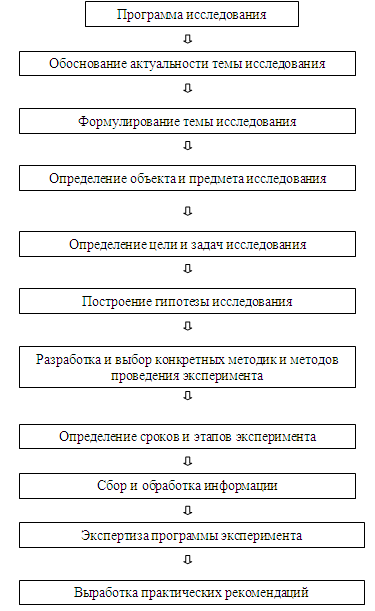 Программа исследования
Обоснование актуальности темы исследования
Формулирование темы исследования
Определение объекта и предмета исследования
Определение цели и задач исследования
Построение гипотезы исследования
Разработка и выбор конкретных методик и методов
проведения эксперимента
Определение сроков и этапов эксперимента
Сбор и обработка информации
Экспертиза программы эксперимента
Выработка практических рекомендаций